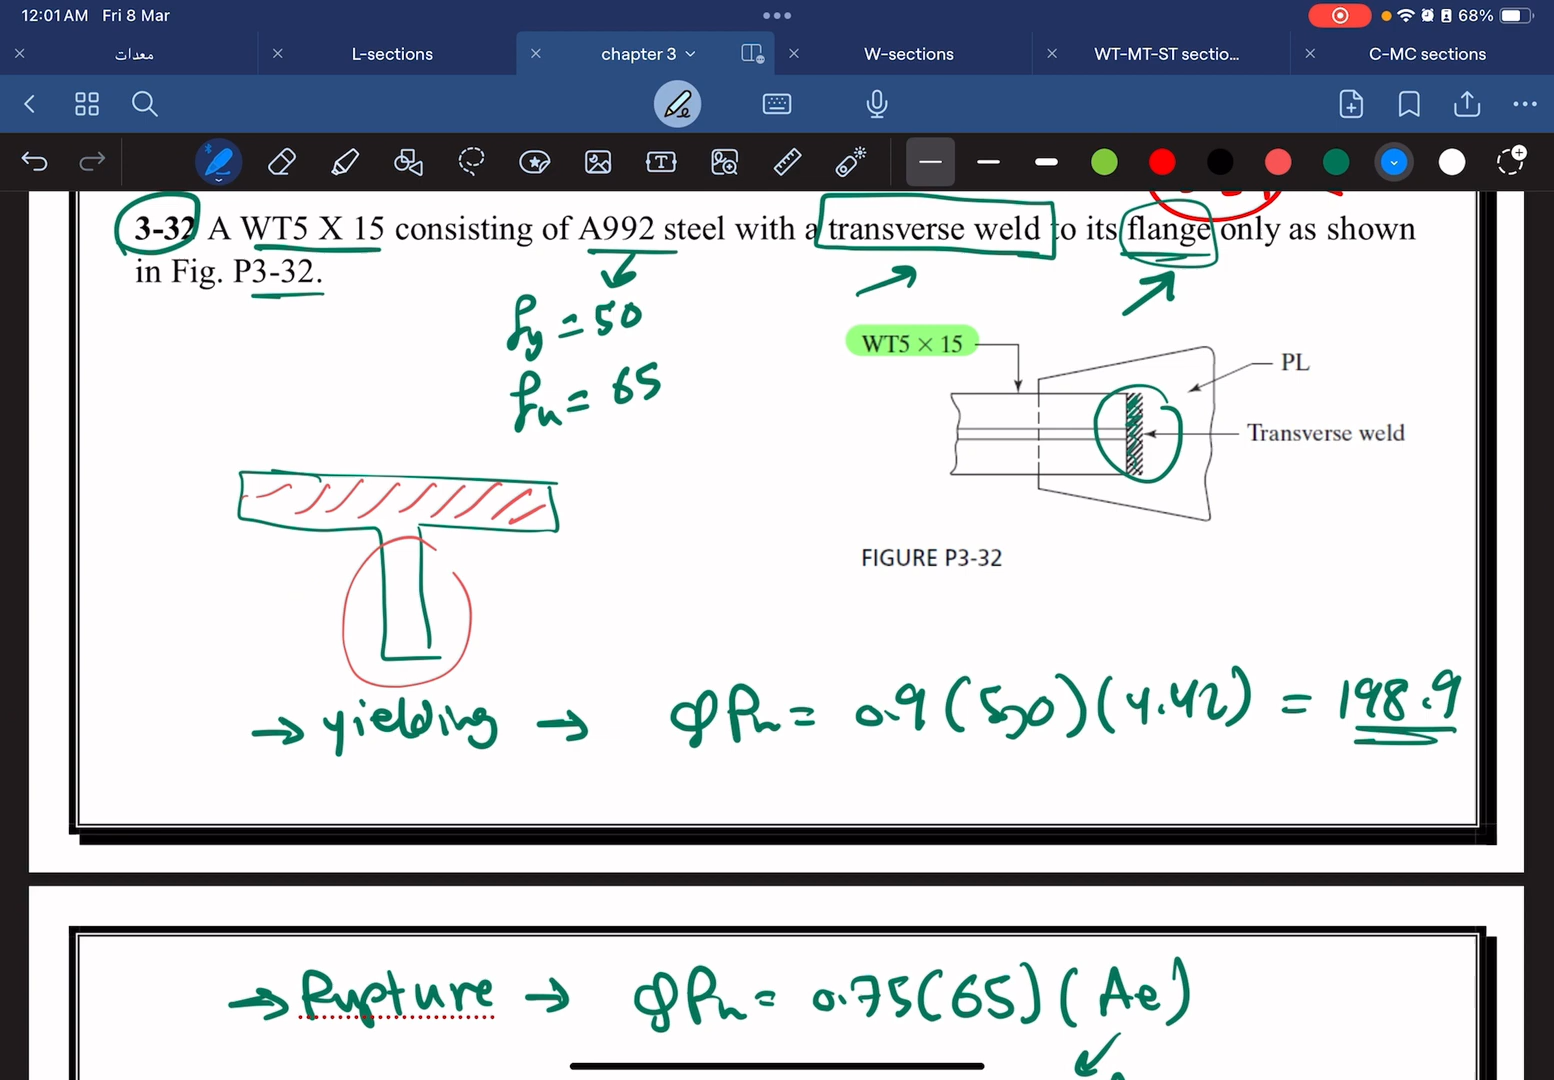 12:01 AM Fri 8 Mar
68%
معدات
L-sections
chapter 3
W-sections
WT-MT-ST sectio...
C-MC sections
3-32 A WT5 X 15 consisting of A992 steel with a transverse weld to its flange only as shown
in Fig. P3-32.
fy = 50
fu = 65
WT5 × 15
PL
Transverse weld
FIGURE P3-32
→ yielding → φPn = 0.9 (50) (4.42) = 198.9
→ Rupture → φPn = 0.75 (65) (Ae)